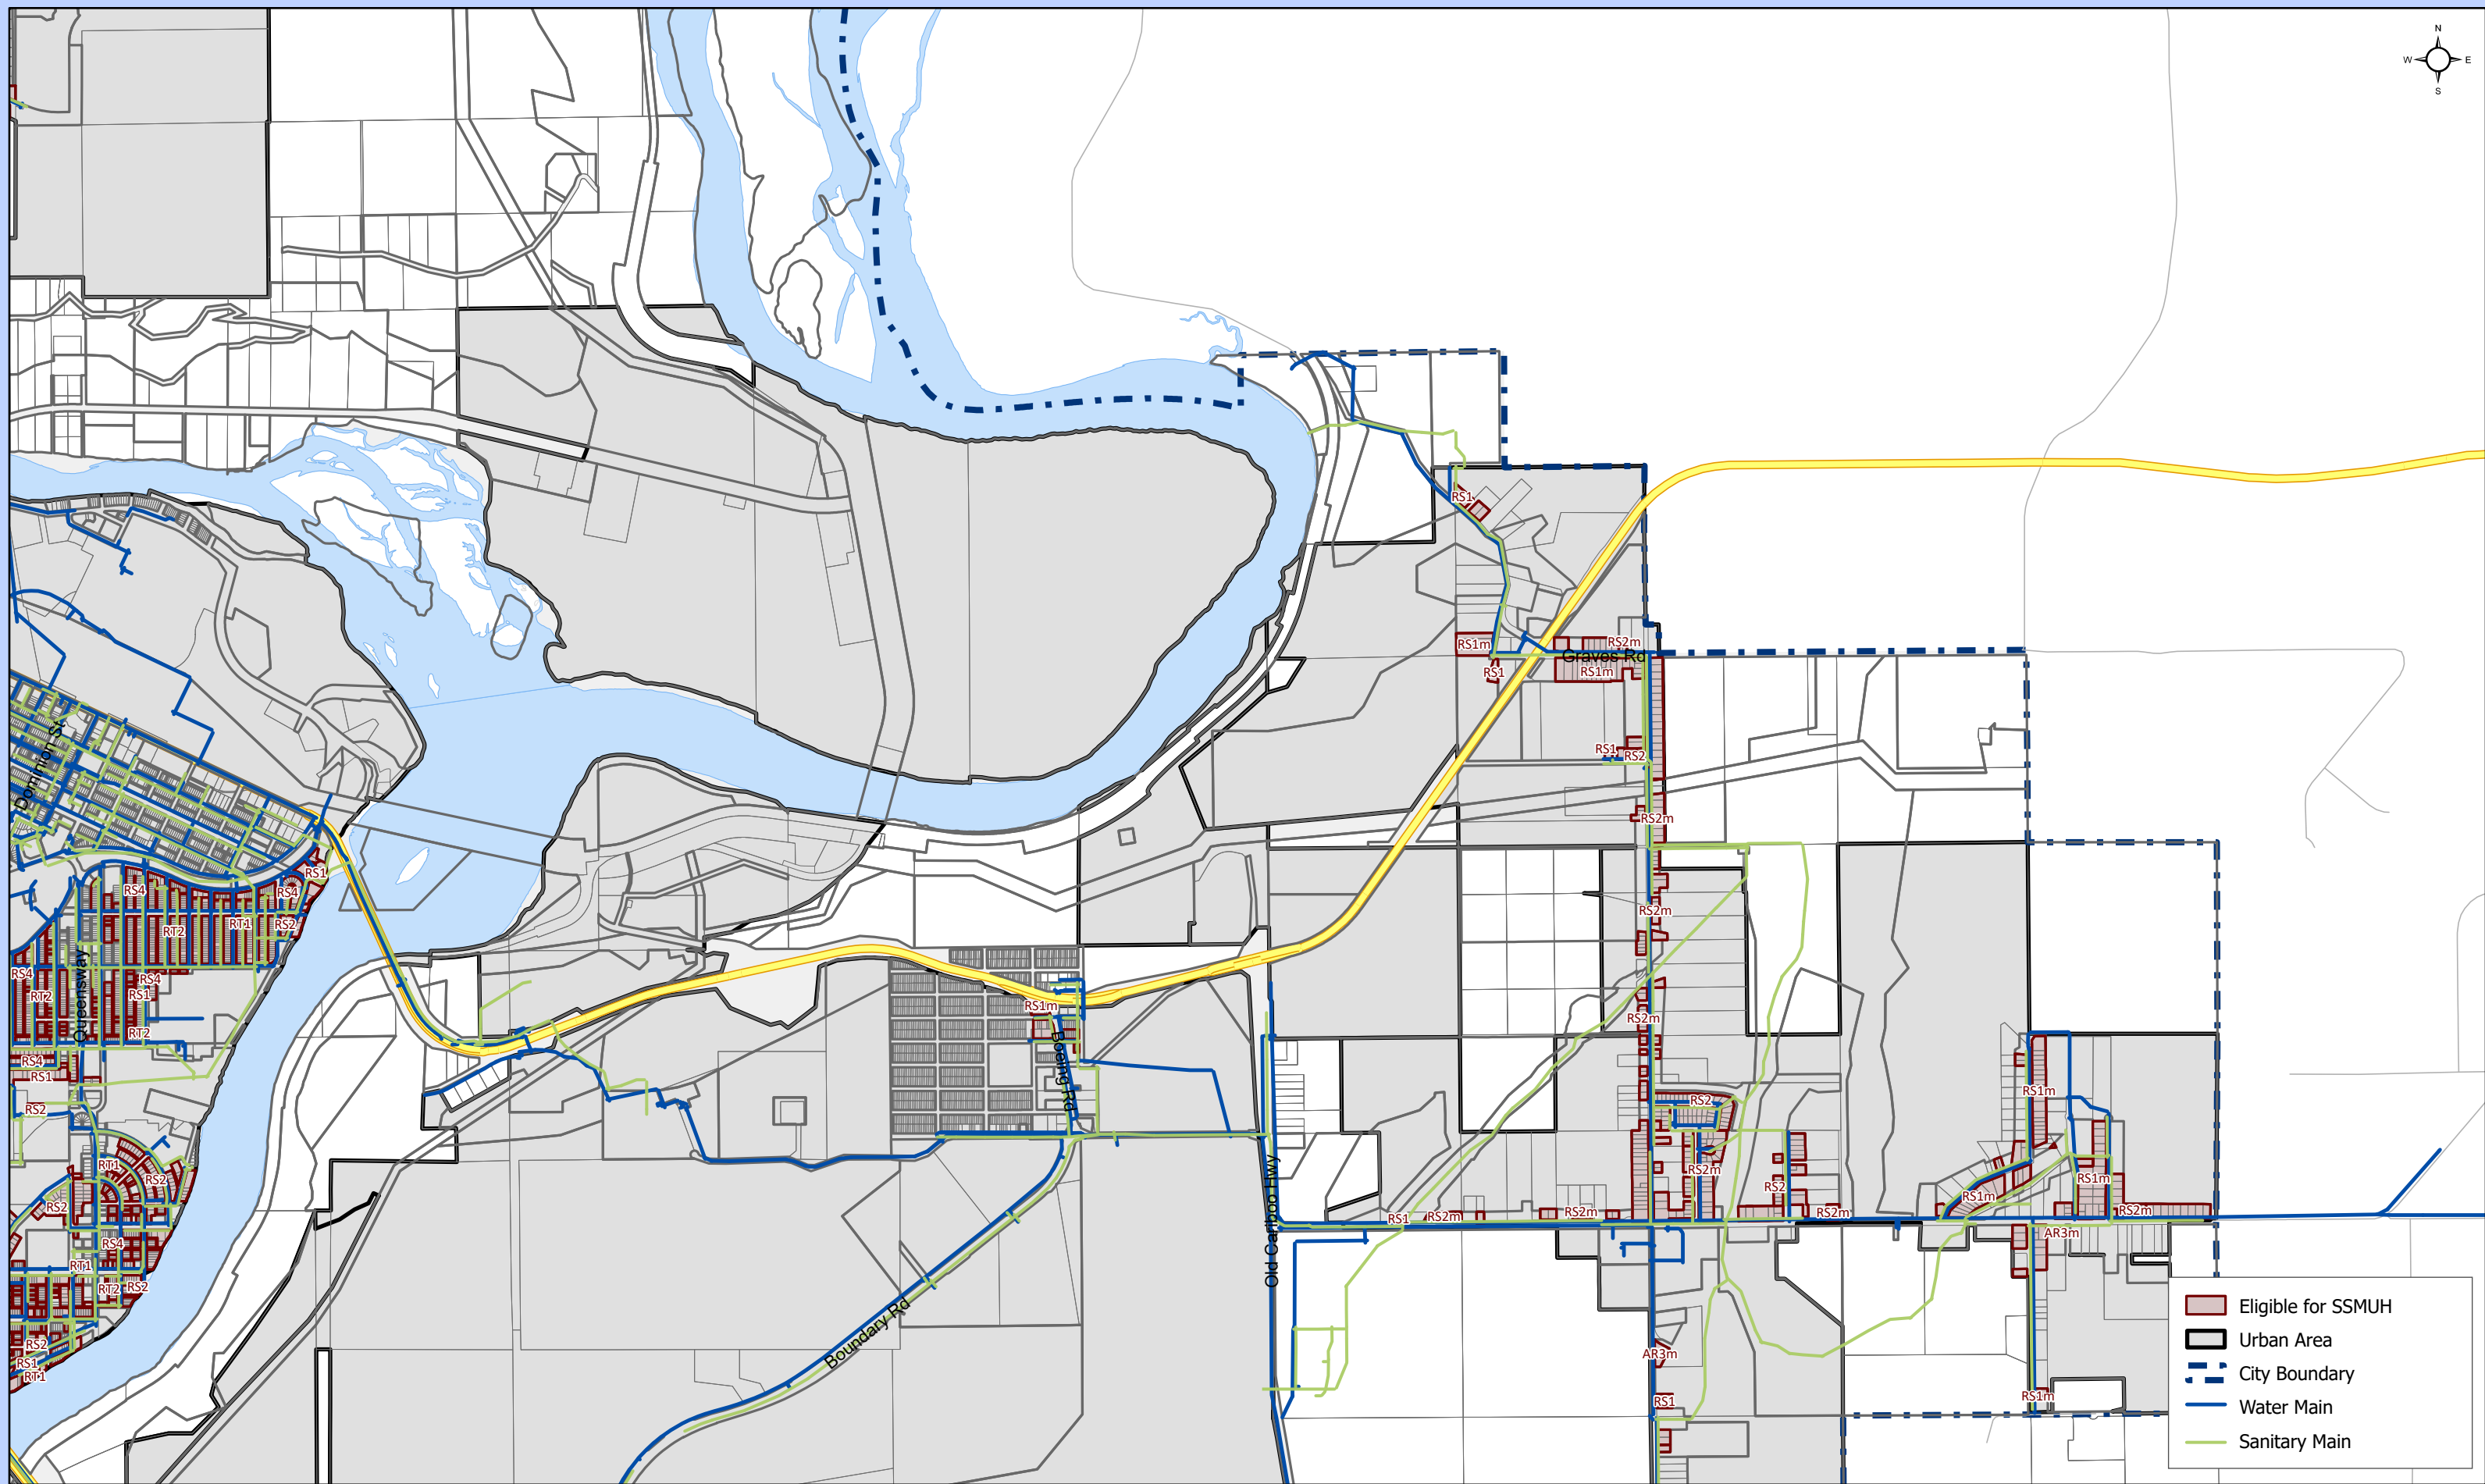 N
W E
S
RS1
RS1m
RS2m
Graves Rd
RS1
RS1m
Dominion St
RS1
RS2
RS2m
RS1
RS4
RS4
RT1
RS2
RT2
RS2m
Queensway
RS4
RS4
RT2
RS1
RS1m
RS2m
RT2
Boeing Rd
RS4
RS1
RS1m
RS2
RS2
RT1
RS2m
RS2
RS2
RS1m
RS1m
RS2
Old Cariboo Hwy
RS1
RS2m
RS2m
RS2m
RS2m
AR3m
RS4
RT1
RT2
RS2
Boundary Rd
RS2
RS1
RT1
AR3m
RS1
RS1m
Eligible for SSMUH
Urban Area
City Boundary
Water Main
Sanitary Main